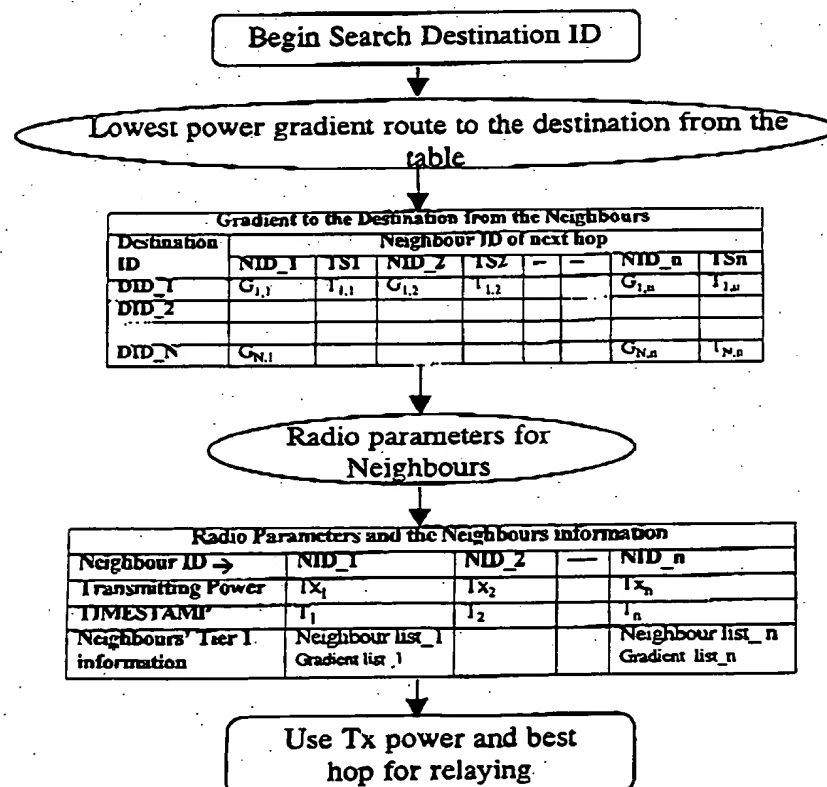 Begin Search Destination ID
Lowest power gradient route to the destination from the
table
Gradient to the Destination from the Neighbours
Destination Neighbour ID of next hop
ID NID_1 TS1 NID_2 TS2 – – NID_n TSn
DID_1 G1,1 T1,1 G1,2 T1,2 G1,n T1,n
DID_2
DID_N GN,1 GN,n TN,n
Radio parameters for
Neighbours
Radio Parameters and the Neighbours information
Neighbour ID → NID_1 NID_2 — NID_n
Transmitting Power Tx1 Tx2 Txn
TIMESTAMP T1 T2 Tn
Neighbours' Tier 1 Neighbour list_1 Neighbour list_n
information Gradient list_1 Gradient list_n
Use Tx power and best
hop for relaying